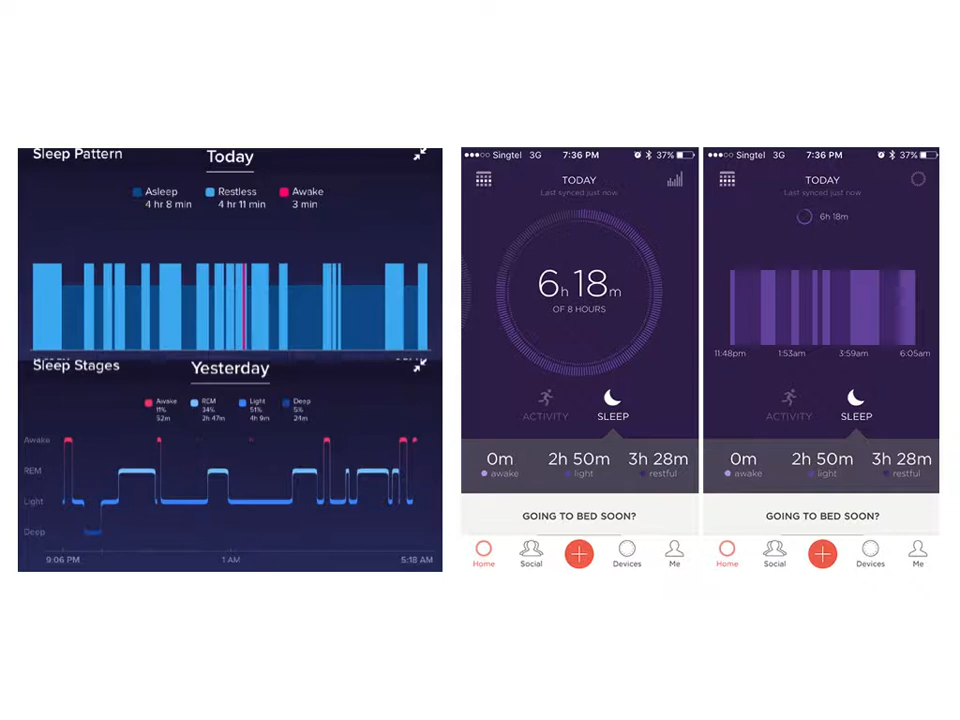 Sleep Pattern
Today
Asleep
4 hr 8 min
Restless
4 hr 11 min
Awake
3 min
Sleep Stages
Yesterday
Awake
11%
52m
REM
34%
2h 47m
Light
51%
4h 9m
Deep
5%
24m
Awake
REM
Light
Deep
9:06 PM
1 AM
5:18 AM
Singtel 3G 7:36 PM 37%
TODAY
Last synced just now
6h 18m
OF 8 HOURS
ACTIVITY
SLEEP
0m 2h 50m 3h 28m
awake light restful
GOING TO BED SOON?
Home Social Devices Me
Singtel 3G 7:36 PM 37%
TODAY
Last synced just now
6h 18m
11:48pm 1:53am 3:59am 6:05am
ACTIVITY
SLEEP
0m 2h 50m 3h 28m
awake light restful
GOING TO BED SOON?
Home Social Devices Me